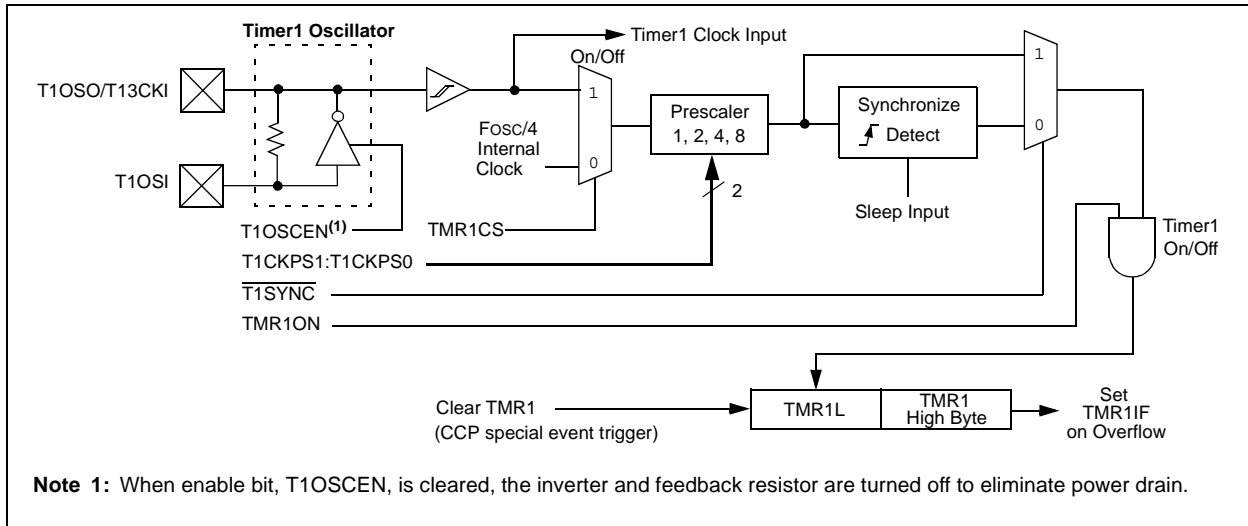 Timer1 Oscillator
Timer1 Clock Input
On/Off
T1OSO/T13CKI
1
FOSC/4
Internal
Clock
0
Prescaler
1, 2, 4, 8
Synchronize
Detect
1
0
T1OSI
2
Sleep Input
T1OSCEN(1)
TMR1CS
Timer1
On/Off
T1CKPS1:T1CKPS0
T1SYNC
TMR1ON
Clear TMR1
(CCP special event trigger)
TMR1L
TMR1
High Byte
Set
TMR1IF
on Overflow
Note 1: When enable bit, T1OSCEN, is cleared, the inverter and feedback resistor are turned off to eliminate power drain.